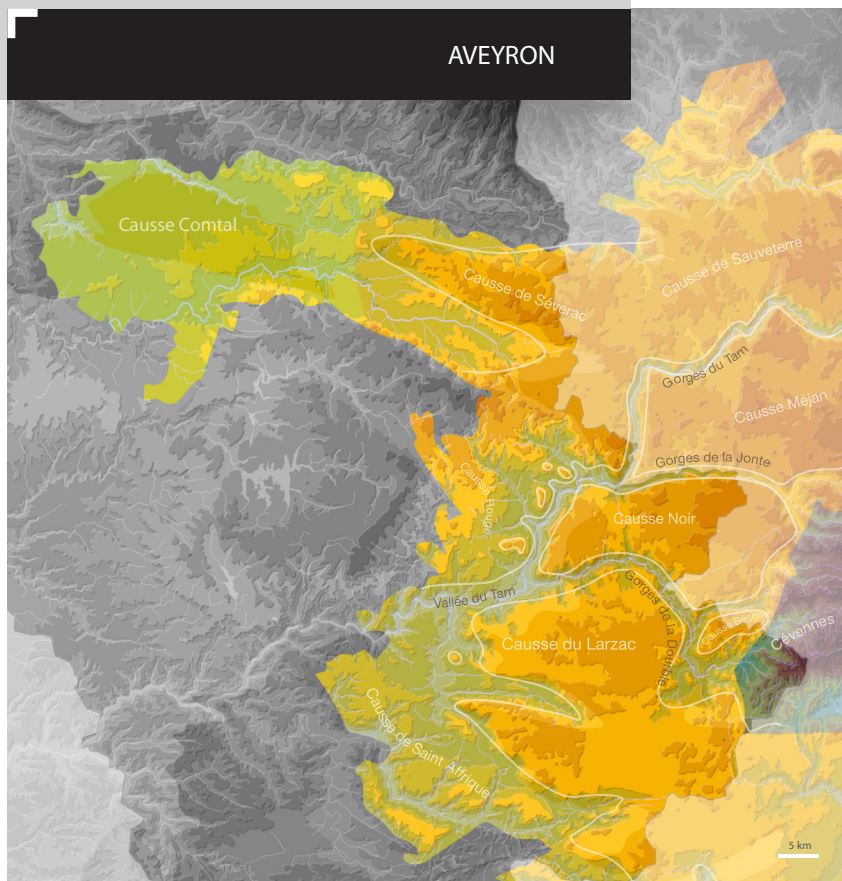 AVEYRON
Causse Comtal
Causse de Sauveterre
Causse de Séverac
Gorges du Tarn
Causse Méjan
Gorges de la Jonte
Causse Rouge
Causse Noir
Gorges de la Dourbie
Vallée du Tarn
Causse Bégon
Cévennes
Causse du Larzac
Causse de Saint Affrique
5 km